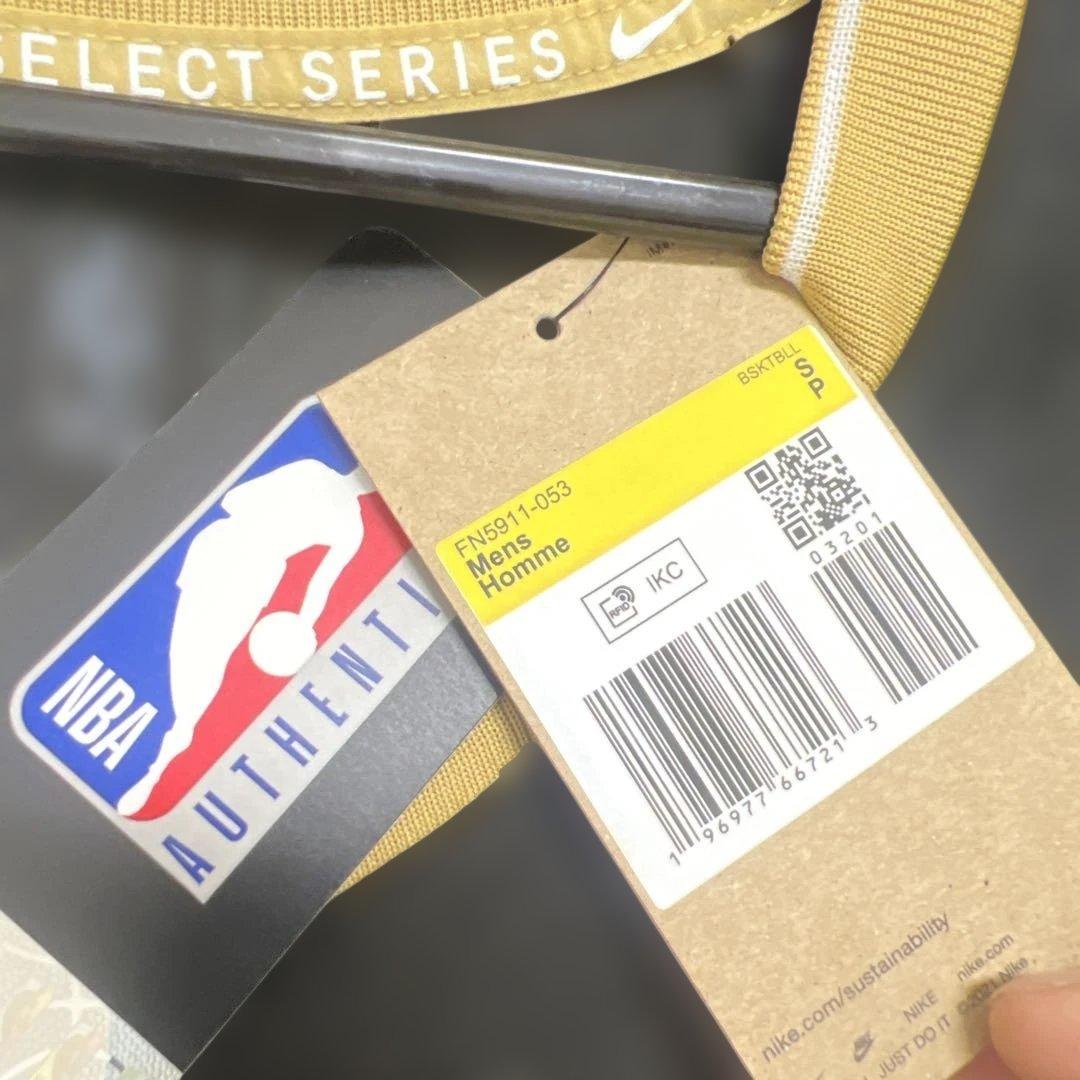 SELECT SERIES
BSKTBLL
S
P
FN5911-053
Mens
Homme
RFID
IKC
03201
1 96977 66721 3
NBA
AUTHENTI
nike.com/sustainability
NIKE nike.com
JUST DO IT ©2021 Nike,